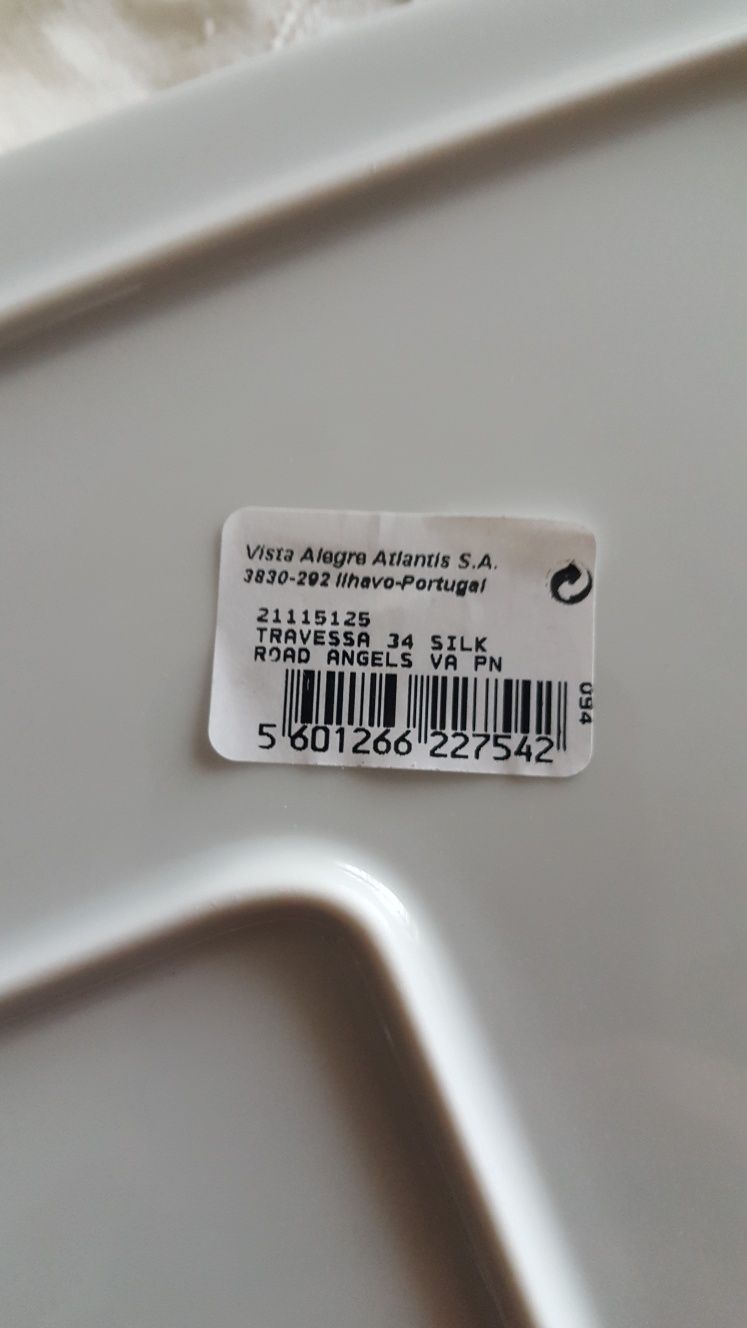 Vista Alegre Atlantis S.A.
3830-292 Ilhavo-Portugal
21115125
TRAVESSA 34 SILK
ROAD ANGELS VA PN
094
5 601266 227542